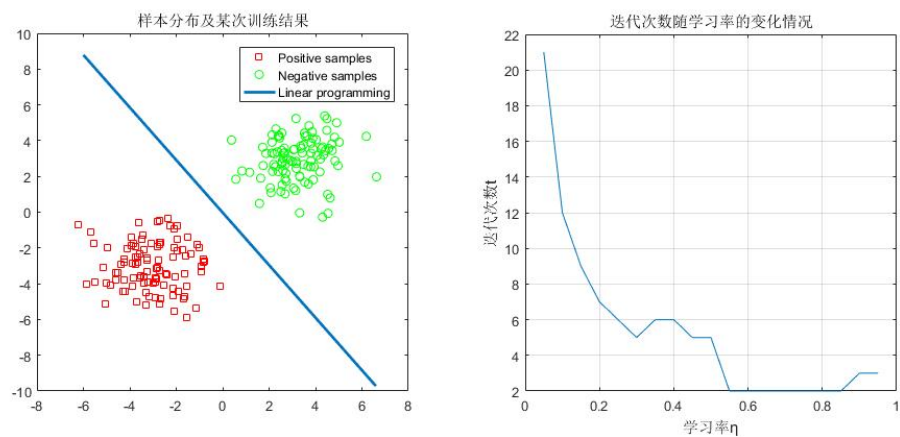 样本分布及某次训练结果
10
8
6
4
2
0
-2
-4
-6
-8
-10
-8 -6 -4 -2 0 2 4 6 8
Positive samples
Negative samples
Linear programming
迭代次数随学习率的变化情况
迭代次数t
22
20
18
16
14
12
10
8
6
4
2
0 0.2 0.4 0.6 0.8 1
学习率η